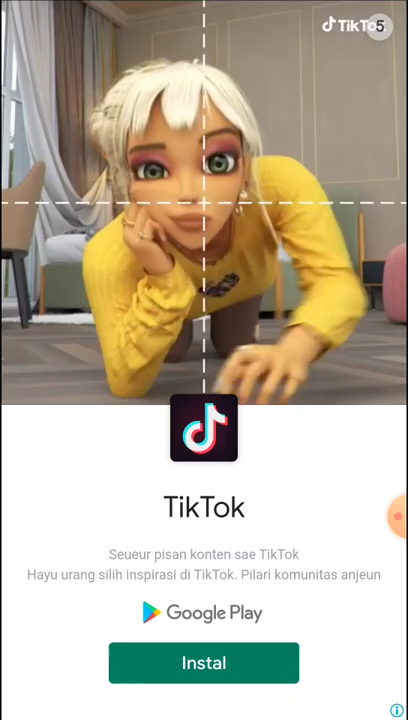 TikTok
5
TikTok
Seueur pisan konten sae TikTok
Hayu urang silih inspirasi di TikTok. Pilari komunitas anjeun
Google Play
Instal